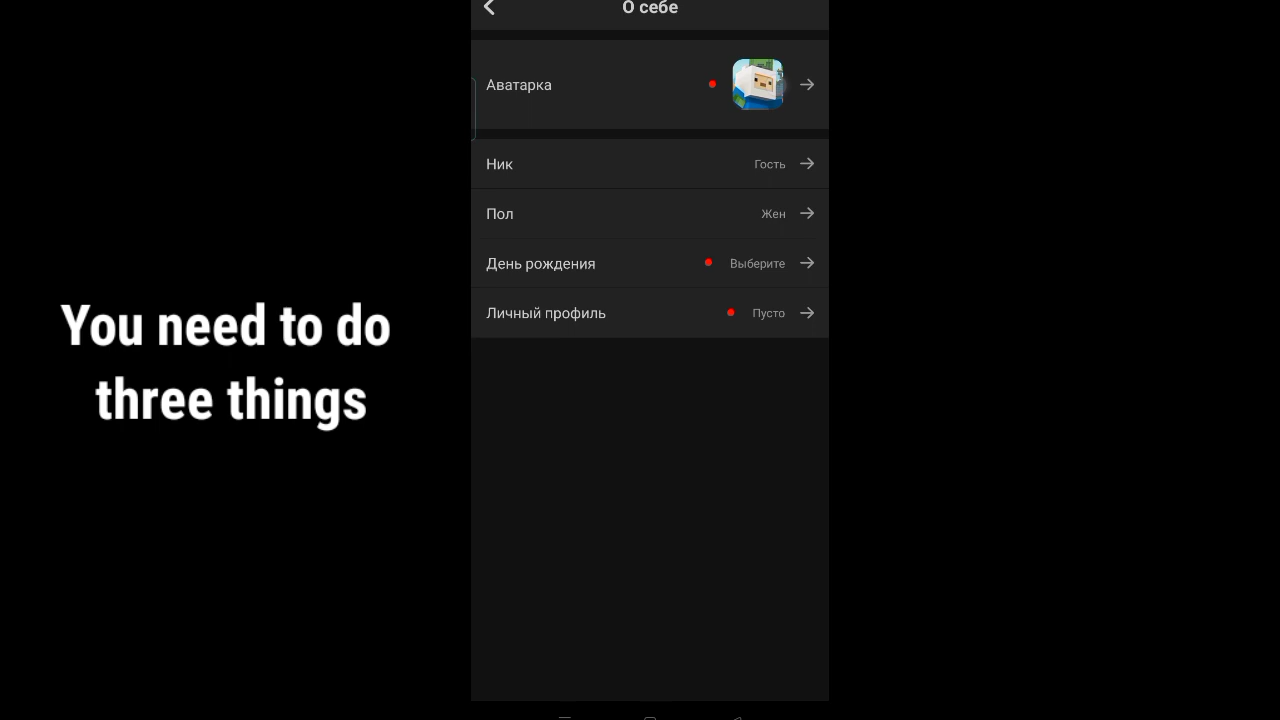 You need to do
three things
О себе
Аватарка
Ник Гость
Пол Жен
День рождения Выберите
Личный профиль Пусто